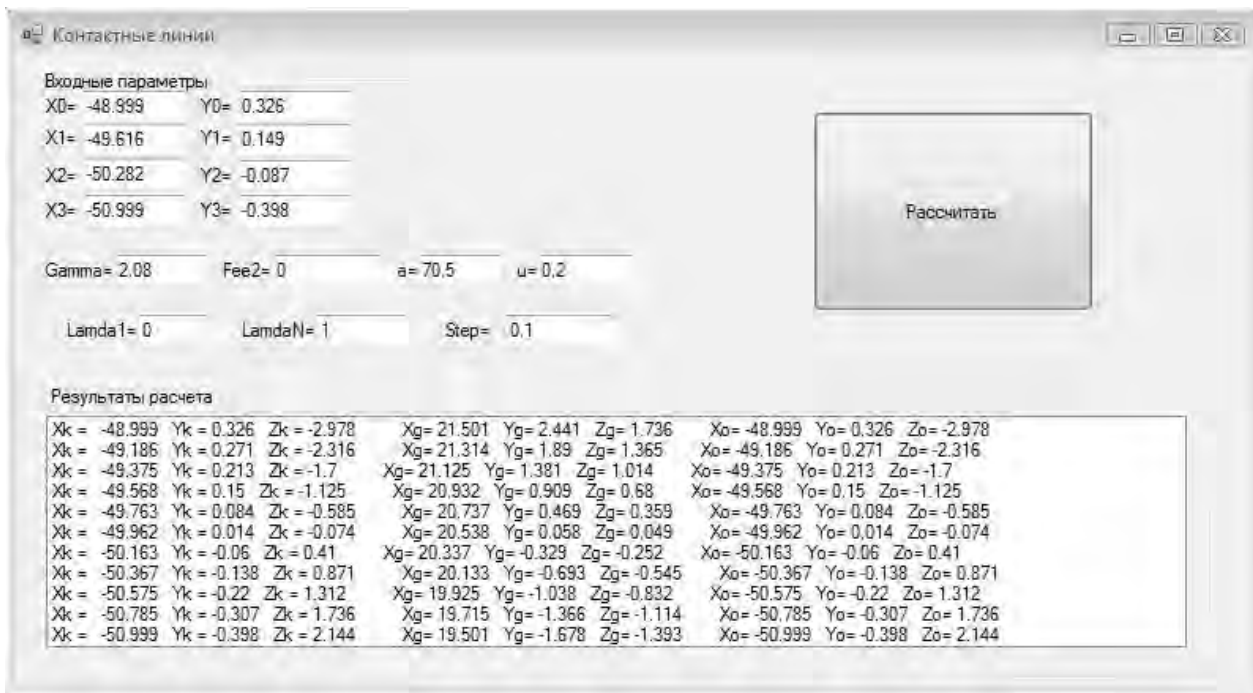 Контактные линии
Входные параметры
X0= -48.999 Y0= 0.326
X1= -49.616 Y1= 0.149
X2= -50.282 Y2= -0.087
X3= -50.999 Y3= -0.398
Рассчитать
Gamma= 2.08 Fee2= 0 a= 70.5 u= 0,2
Lamda1= 0 LamdaN= 1 Step= 0.1
Результаты расчета
Xk = -48.999 Yk = 0.326 Zk = -2.978 Xg= 21.501 Yg= 2.441 Zg= 1.736 Xo= -48.999 Yo= 0.326 Zo= -2.978
Xk = -49.186 Yk = 0.271 Zk = -2.316 Xg= 21.314 Yg= 1.89 Zg= 1.365 Xo= -49.186 Yo= 0.271 Zo= -2.316
Xk = -49.375 Yk = 0.213 Zk = -1.7 Xg= 21.125 Yg= 1.381 Zg= 1.014 Xo= -49.375 Yo= 0.213 Zo= -1.7
Xk = -49.568 Yk = 0.15 Zk = -1.125 Xg= 20.932 Yg= 0.909 Zg= 0.68 Xo= -49.568 Yo= 0.15 Zo= -1.125
Xk = -49.763 Yk = 0.084 Zk = -0.585 Xg= 20.737 Yg= 0.469 Zg= 0.359 Xo= -49.763 Yo= 0.084 Zo= -0.585
Xk = -49.962 Yk = 0.014 Zk = -0.074 Xg= 20.538 Yg= 0.058 Zg= 0.049 Xo= -49.962 Yo= 0.014 Zo= -0.074
Xk = -50.163 Yk = -0.06 Zk = 0.41 Xg= 20.337 Yg= -0.329 Zg= -0.252 Xo= -50.163 Yo= -0.06 Zo= 0.41
Xk = -50.367 Yk = -0.138 Zk = 0.871 Xg= 20.133 Yg= -0.693 Zg= -0.545 Xo= -50.367 Yo= -0.138 Zo= 0.871
Xk = -50.575 Yk = -0.22 Zk = 1.312 Xg= 19.925 Yg= -1.038 Zg= -0.832 Xo= -50.575 Yo= -0.22 Zo= 1.312
Xk = -50.785 Yk = -0.307 Zk = 1.736 Xg= 19.715 Yg= -1.366 Zg= -1.114 Xo= -50.785 Yo= -0.307 Zo= 1.736
Xk = -50.999 Yk = -0.398 Zk = 2.144 Xg= 19.501 Yg= -1.678 Zg= -1.393 Xo= -50.999 Yo= -0.398 Zo= 2.144